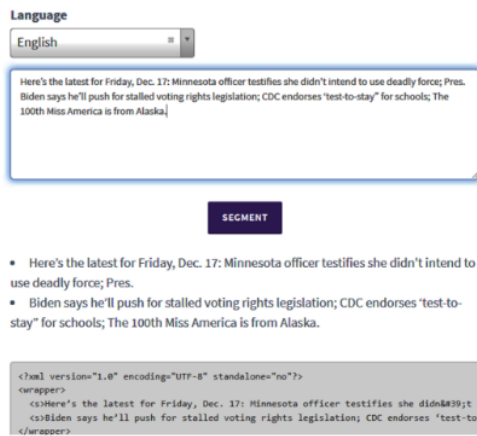 Language
English
Here's the latest for Friday, Dec. 17: Minnesota officer testifies she didn't intend to use deadly force; Pres.
Biden says he'll push for stalled voting rights legislation; CDC endorses 'test-to-stay" for schools; The
100th Miss America is from Alaska.
SEGMENT
• Here's the latest for Friday, Dec. 17: Minnesota officer testifies she didn't intend to
use deadly force; Pres.
• Biden says he'll push for stalled voting rights legislation; CDC endorses 'test-to-
stay" for schools; The 100th Miss America is from Alaska.
<?xml version="1.0" encoding="UTF-8" standalone="no"?>
<wrapper>
<s>Here's the latest for Friday, Dec. 17: Minnesota officer testifies she didn&#39;t
<s>Biden says he'll push for stalled voting rights legislation; CDC endorses 'test-to
</wrapper>